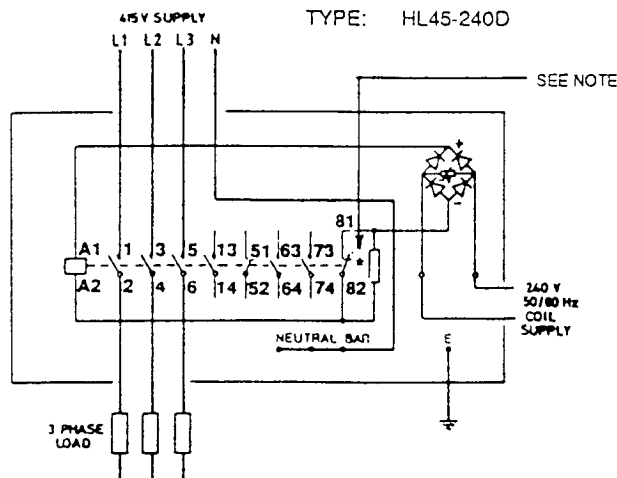 415V SUPPLY
TYPE: HL45-240D
L1 L2 L3 N
SEE NOTE
+
-
81
A1 1 3 5 13 51 63 73
*
A2 2 4 6 14 52 64 74 82
240 V
50/60 Hz
COIL
SUPPLY
NEUTRAL BAR
E
3 PHASE
LOAD